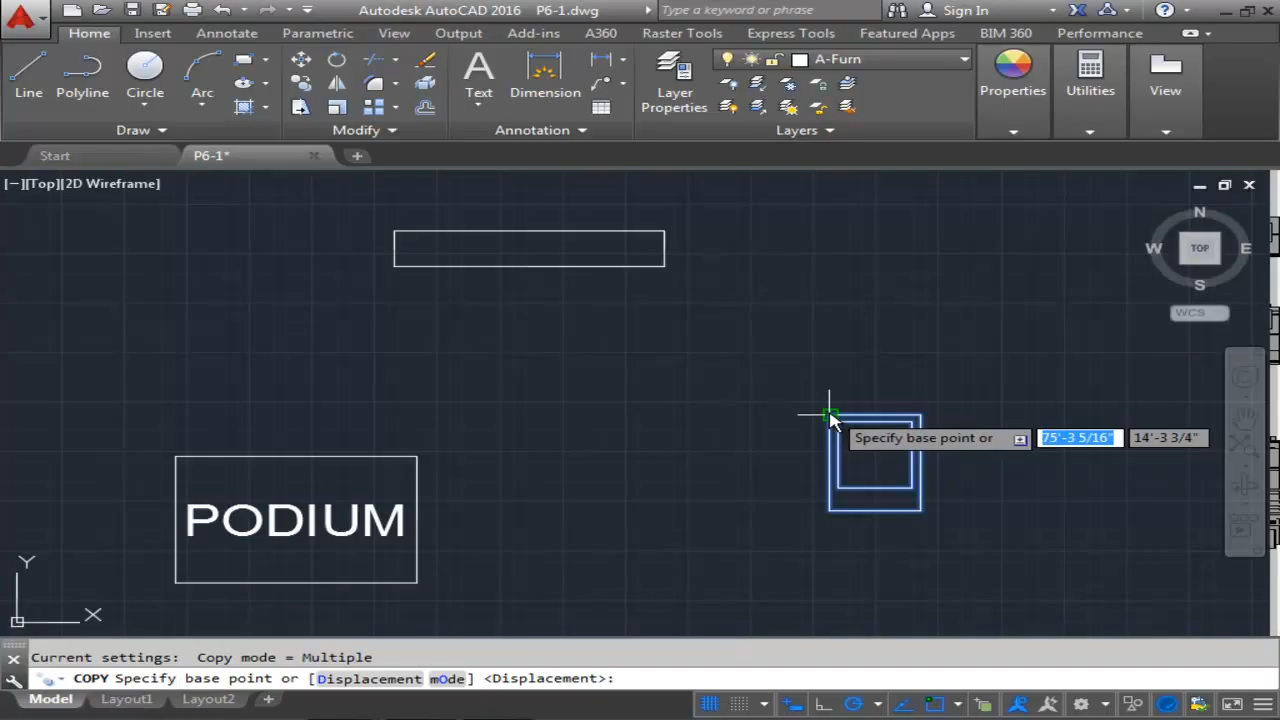 Autodesk AutoCAD 2016 P6-1.dwg Type a keyword or phrase Sign In
Home Insert Annotate Parametric View Output Add-ins A360 Raster Tools Express Tools Featured Apps BIM 360 Performance
A-Furn
Line Polyline Circle Arc Text Dimension Layer Properties Properties Utilities View
Draw Modify Annotation Layers
Start P6-1*
[−][Top][2D Wireframe]
N
W TOP E
S
WCS
Specify base point or 75'-3 5/16" 14'-3 3/4"
PODIUM
Y
X
Current settings: Copy mode = Multiple
COPY Specify base point or [Displacement mOde] <Displacement>:
Model Layout1 Layout2